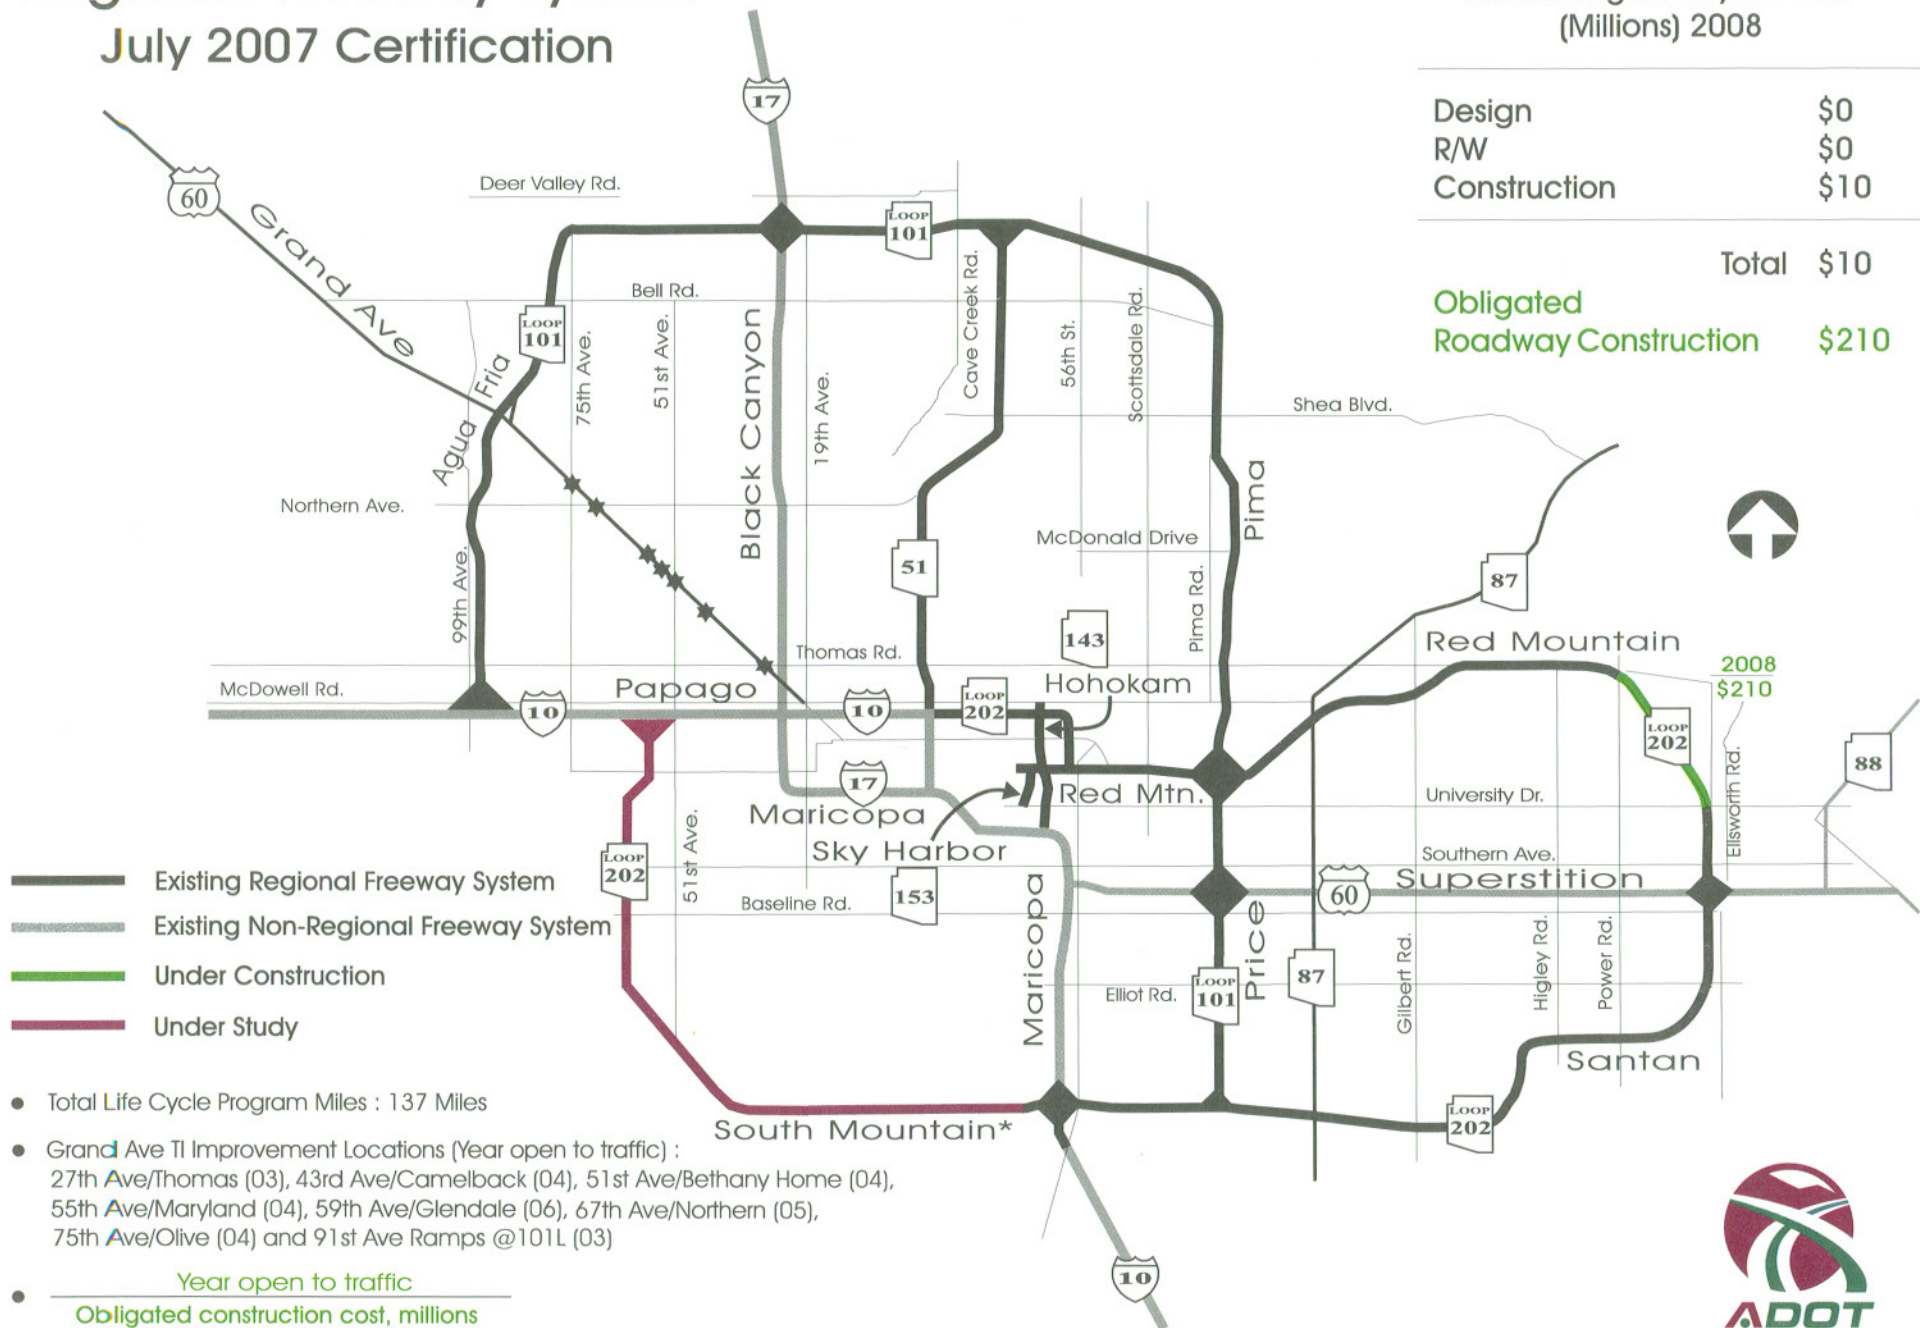 July 2007 Certification
(Millions) 2008
Design $0
R/W $0
Construction $10
Total $10
Obligated
Roadway Construction $210
17
60
Grand Ave
Deer Valley Rd.
LOOP
101
Bell Rd.
LOOP
101
Agua Fria
75th Ave.
51st Ave.
Black Canyon
19th Ave.
Cave Creek Rd.
56th St.
Scottsdale Rd.
Shea Blvd.
Pima
Northern Ave.
McDonald Drive
99th Ave.
51
Pima Rd.
87
143
Red Mountain
Thomas Rd.
2008
$210
McDowell Rd.
Papago
Hohokam
10
10
LOOP
202
LOOP
202
Ellsworth Rd.
88
17
Maricopa
Red Mtn.
University Dr.
Sky Harbor
Southern Ave.
LOOP
202
51st Ave.
Baseline Rd.
153
60
Superstition
Maricopa
Price
Elliot Rd.
LOOP
101
87
Gilbert Rd.
Higley Rd.
Power Rd.
Santan
South Mountain*
LOOP
202
10
Existing Regional Freeway System
Existing Non-Regional Freeway System
Under Construction
Under Study
Total Life Cycle Program Miles : 137 Miles
Grand Ave TI Improvement Locations (Year open to traffic) :
27th Ave/Thomas (03), 43rd Ave/Camelback (04), 51st Ave/Bethany Home (04),
55th Ave/Maryland (04), 59th Ave/Glendale (06), 67th Ave/Northern (05),
75th Ave/Olive (04) and 91st Ave Ramps @101L (03)
Year open to traffic
Obligated construction cost, millions
ADOT